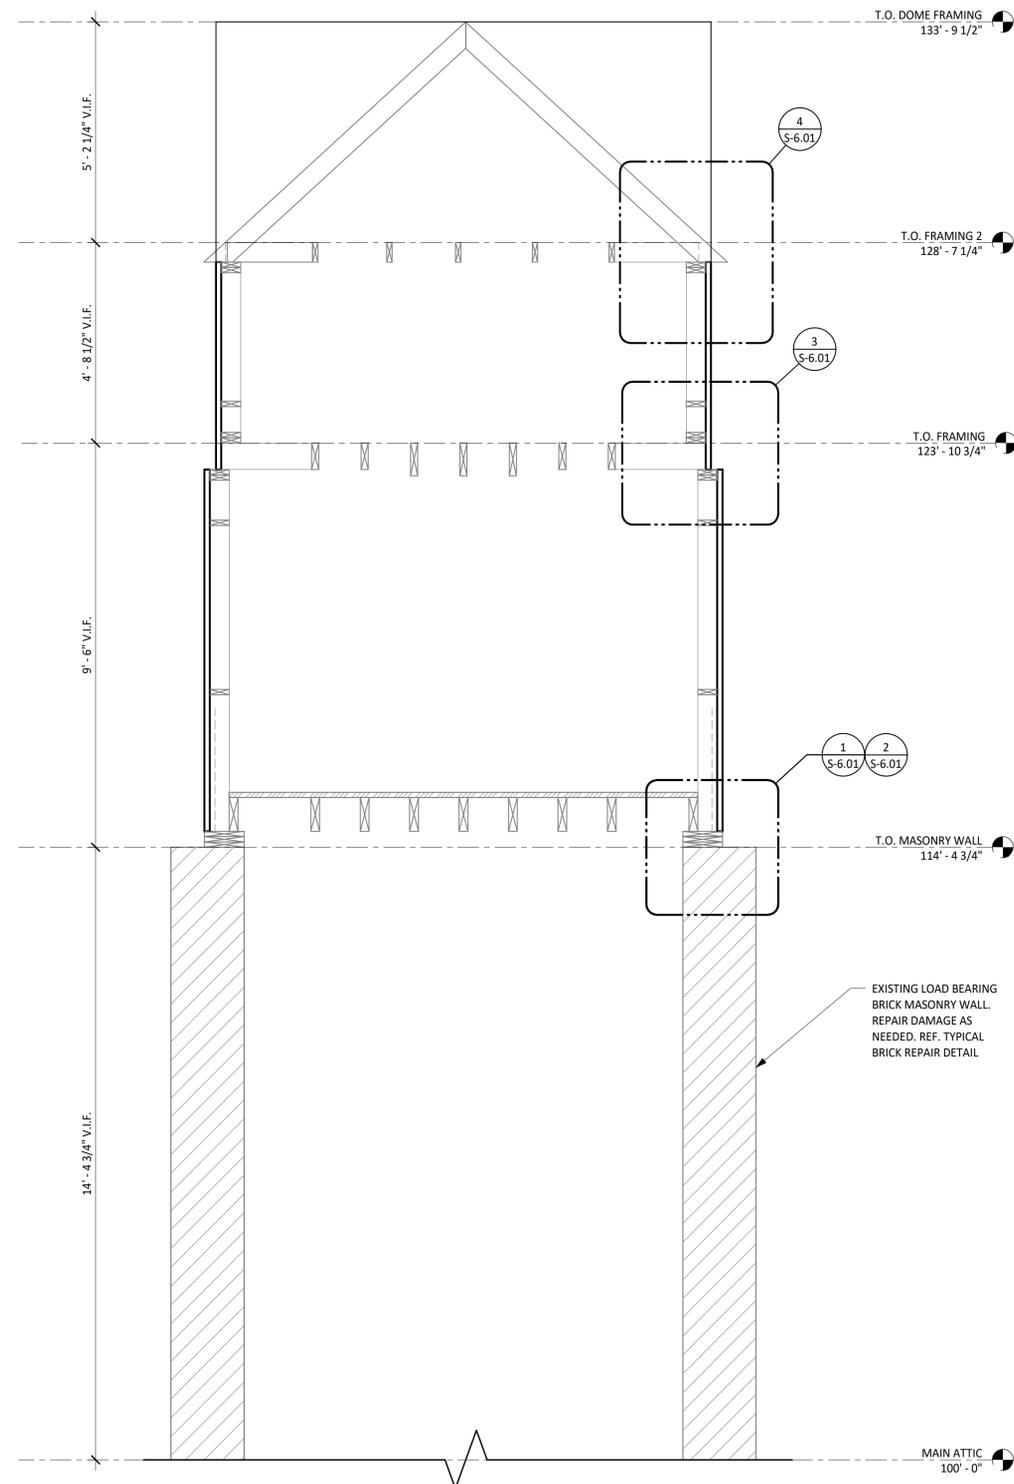 T.O. DOME FRAMING
133' - 9 1/2"
5' - 2 1/4" V.I.F.
4
S-6.01
T.O. FRAMING 2
128' - 7 1/4"
4' - 8 1/2" V.I.F.
3
S-6.01
T.O. FRAMING
123' - 10 3/4"
9' - 6" V.I.F.
1
S-6.01
2
S-6.01
T.O. MASONRY WALL
114' - 4 3/4"
EXISTING LOAD BEARING
BRICK MASONRY WALL.
REPAIR DAMAGE AS
NEEDED. REF. TYPICAL
BRICK REPAIR DETAIL
14' - 4 3/4" V.I.F.
MAIN ATTIC
100' - 0"